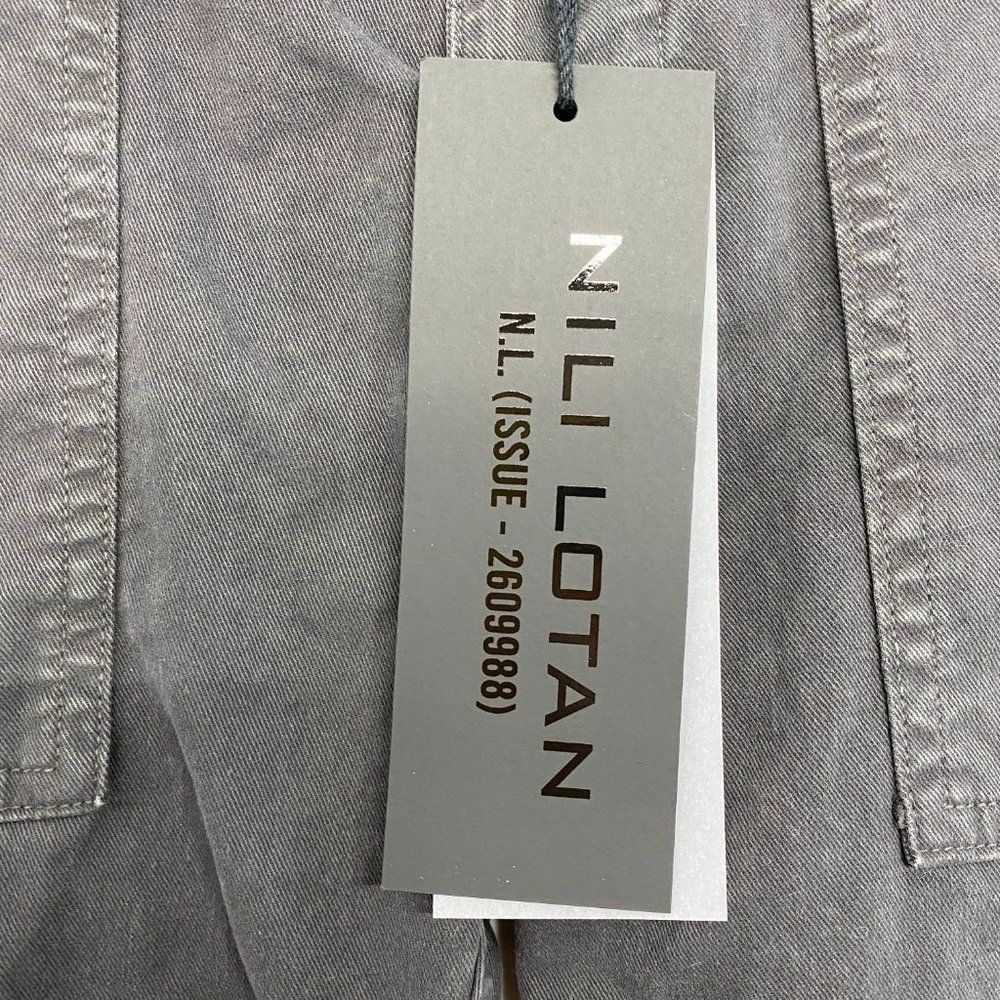 NILI LOTAN
N.L. (ISSUE - 2609988)